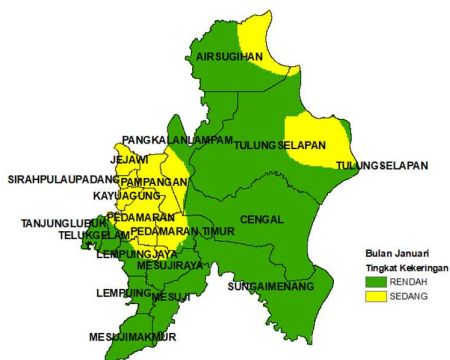 AIRSUGIHAN
PANGKALANLAMPAM
TULUNGSELAPAN
JEJAWI
TULUNGSELAPAN
SIRAHPULAUPADANG
PAMPANGAN
KAYUAGUNG
CENGAL
PEDAMARAN
TANJUNGLUBUK
TELUKGELAM
PEDAMARAN TIMUR
LEMPUINGJAYA
MESUJIRAYA
SUNGAIMENANG
LEMPUING
MESUJI
MESUJIMAKMUR
Bulan Januari
Tingkat Kekeringan
RENDAH
SEDANG